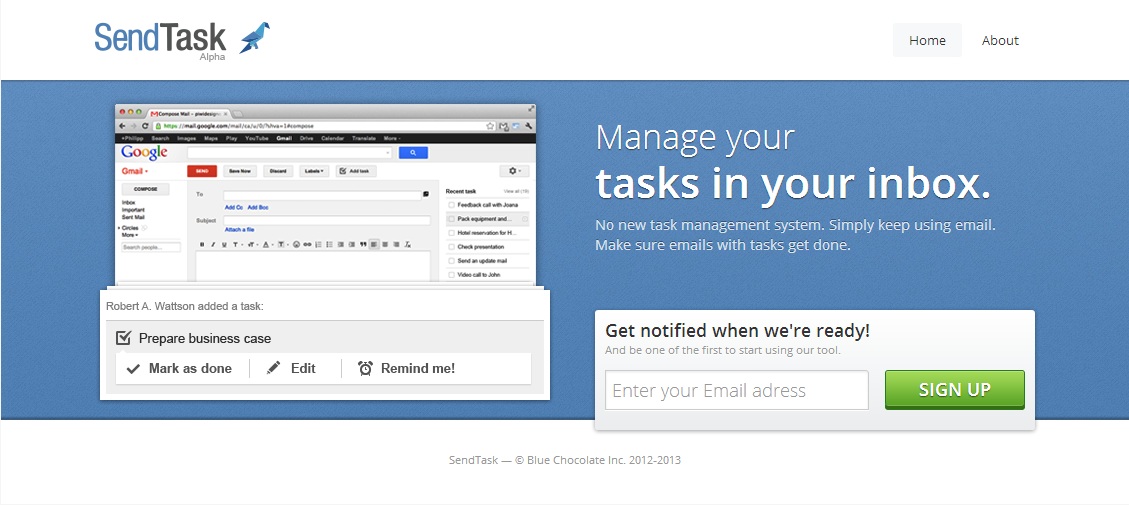 SendTask
Alpha
Home
About
Compose Mail - piwidesign
https://mail.google.com/mail/ca/u/0/?shva=1#compose
+Philipp Search Images Maps Play YouTube Gmail Drive Calendar Translate More
Google
Gmail
SEND
Save Now
Discard
Labels
Add task
COMPOSE
Inbox
Important
Sent Mail
Circles
More
Search people...
To
Add Cc Add Bcc
Subject
Attach a file
Recent task
View all (19)
Feedback call with Joana
Pack equipment and...
Hotel reservation for H...
Check presentation
Send an update mail
Video call to John
Robert A. Wattson added a task:
Prepare business case
Mark as done
Edit
Remind me!
Manage your
tasks in your inbox.
No new task management system. Simply keep using email.
Make sure emails with tasks get done.
Get notified when we're ready!
And be one of the first to start using our tool.
Enter your Email adress
SIGN UP
SendTask — © Blue Chocolate Inc. 2012-2013